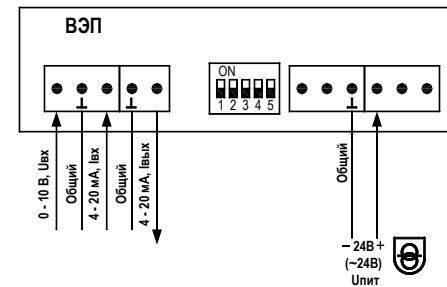 ВЭП
ON
1 2 3 4 5
0 - 10 В, Uвх
Общий
4 - 20 мА, Iвх
Общий
4 - 20 мА, Iвых
Общий
– 24В +
(~24В)
Uпит